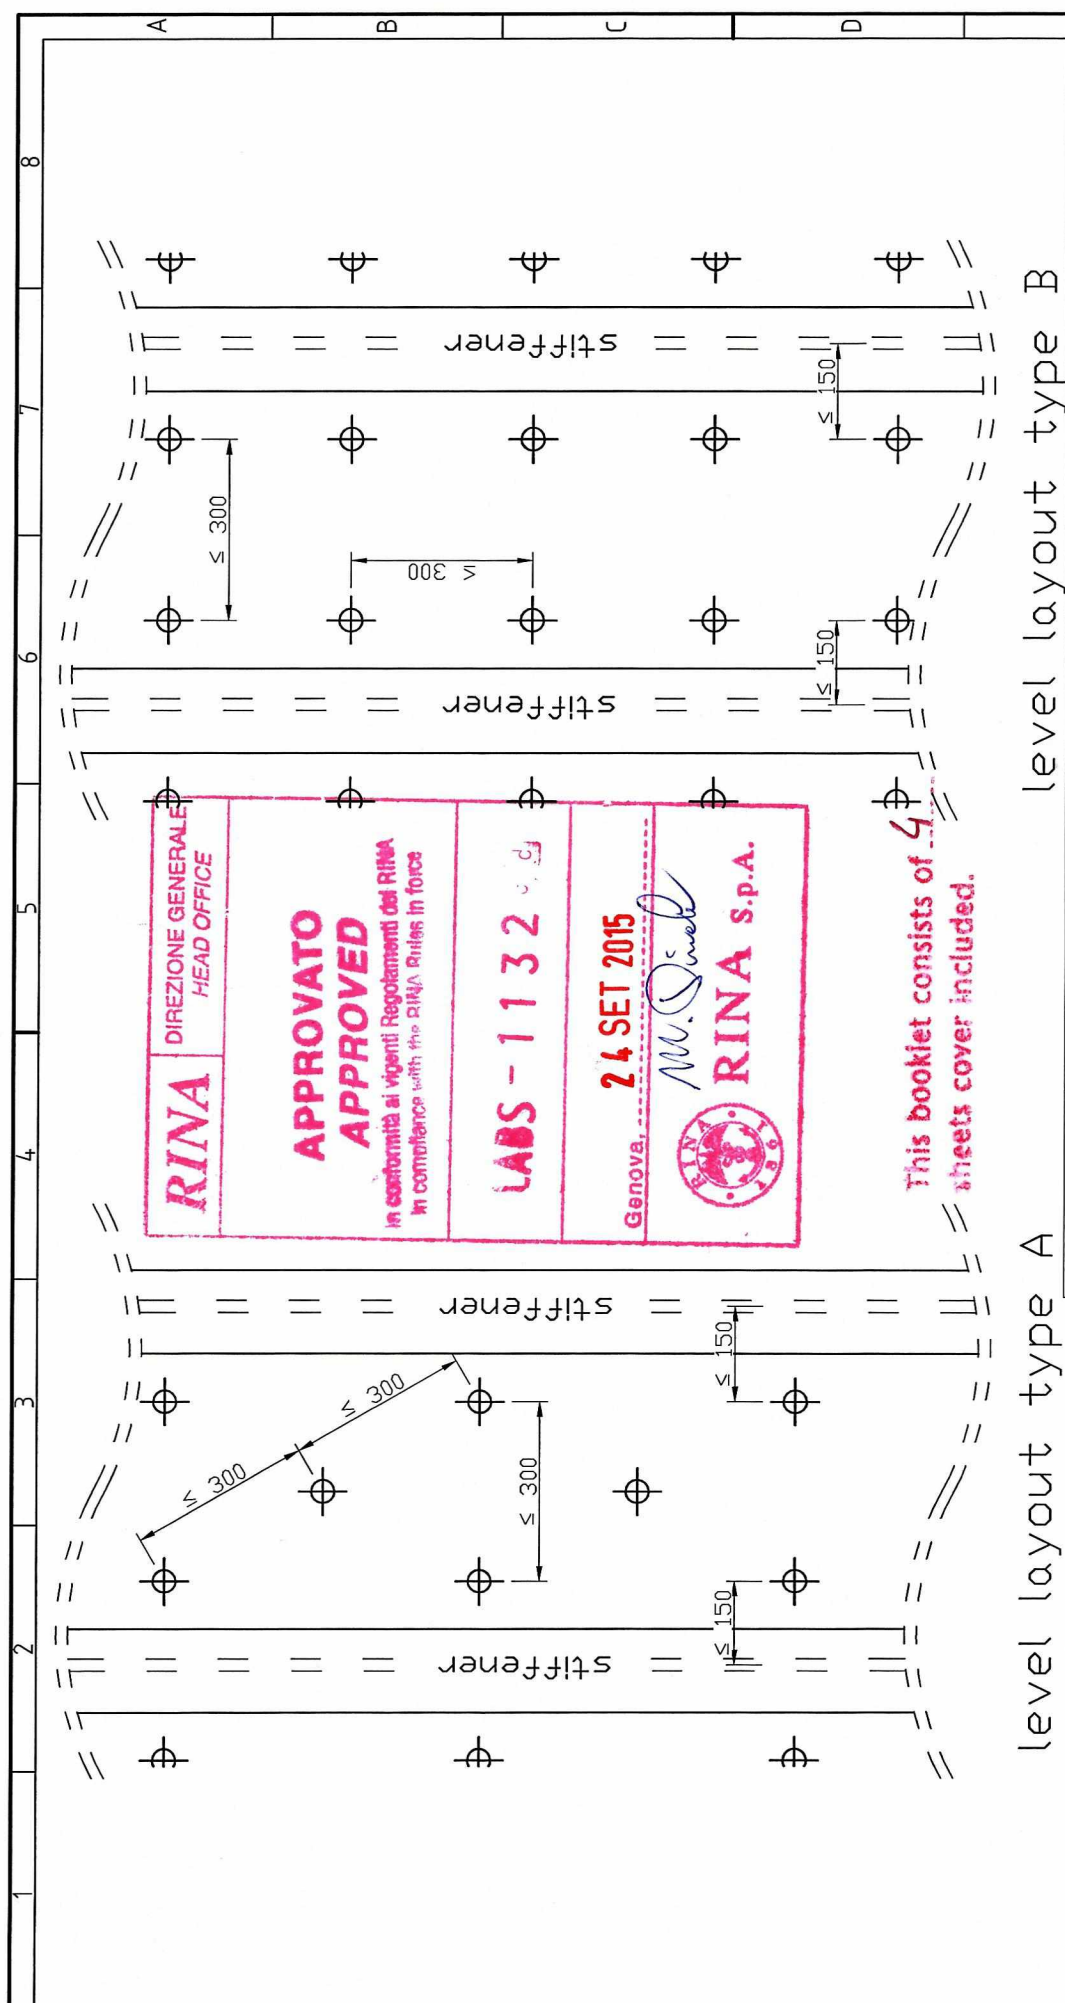 1
2
3
4
5
6
7
8
A
B
C
D
stiffener
≤ 150
≤ 300
≤ 300
≤ 300
≤ 150
stiffener
level layout type A
RINA
DIREZIONE GENERALE
HEAD OFFICE
APPROVATO
APPROVED
in conformità ai vigenti Regolamenti del RINA
in compliance with the RINA Rules in force
LABS - 1132
Genova,
24 SET 2015
RINA 1861
RINA S.p.A.
This booklet consists of 4
sheets cover included.
stiffener
≤ 150
≤ 300
≤ 300
≤ 150
stiffener
level layout type B